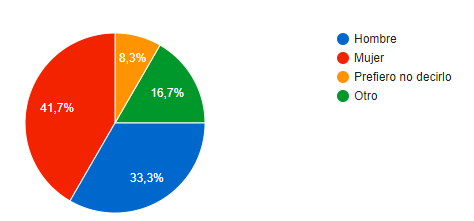 Hombre
Mujer
Prefiero no decirlo
Otro
8,3%
16,7%
41,7%
33,3%